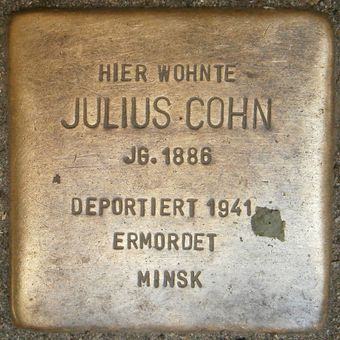 HIER WOHNTE
JULIUS COHN
JG. 1886
DEPORTIERT 1941
ERMORDET
MINSK